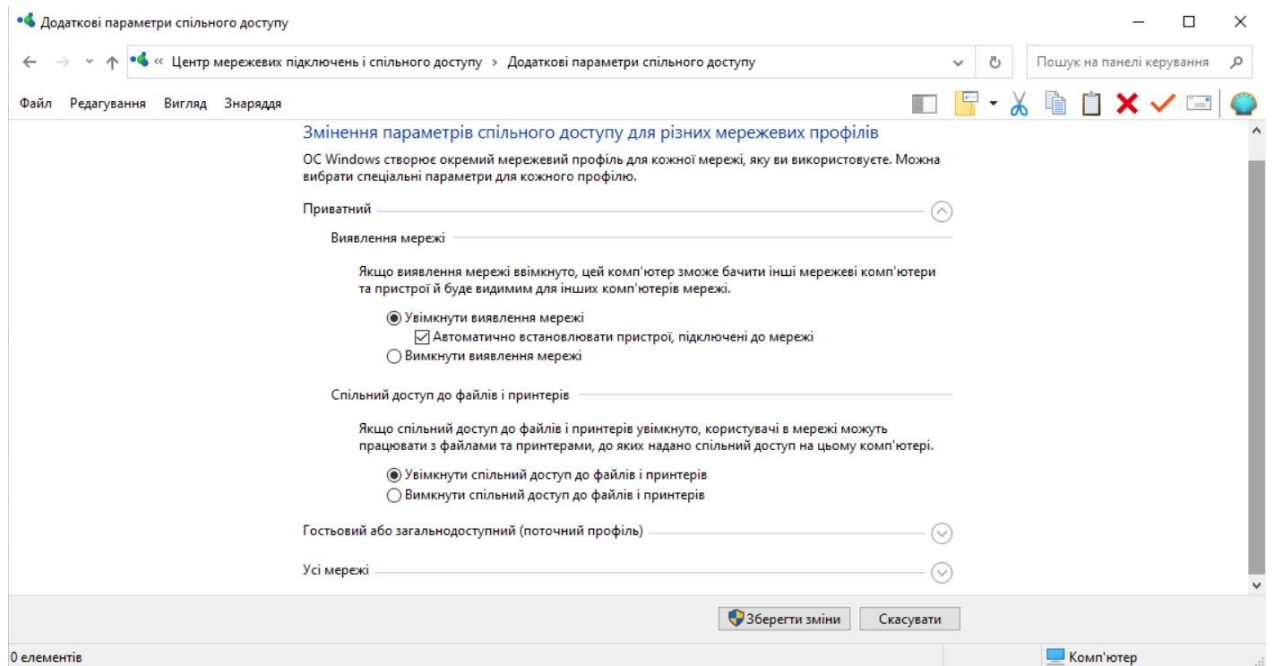 Додаткові параметри спільного доступу
« Центр мережевих підключень і спільного доступу › Додаткові параметри спільного доступу
Пошук на панелі керування
Файл Редагування Вигляд Знаряддя
Змінення параметрів спільного доступу для різних мережевих профілів
ОС Windows створює окремий мережевий профіль для кожної мережі, яку ви використовуєте. Можна
вибрати спеціальні параметри для кожного профілю.
Приватний
Виявлення мережі
Якщо виявлення мережі ввімкнуто, цей комп'ютер зможе бачити інші мережеві комп'ютери
та пристрої й буде видимим для інших комп'ютерів мережі.
Увімкнути виявлення мережі
Автоматично встановлювати пристрої, підключені до мережі
Вимкнути виявлення мережі
Спільний доступ до файлів і принтерів
Якщо спільний доступ до файлів і принтерів увімкнуто, користувачі в мережі можуть
працювати з файлами та принтерами, до яких надано спільний доступ на цьому комп'ютері.
Увімкнути спільний доступ до файлів і принтерів
Вимкнути спільний доступ до файлів і принтерів
Гостьовий або загальнодоступний (поточний профіль)
Усі мережі
Зберегти зміни Скасувати
0 елементів Комп'ютер